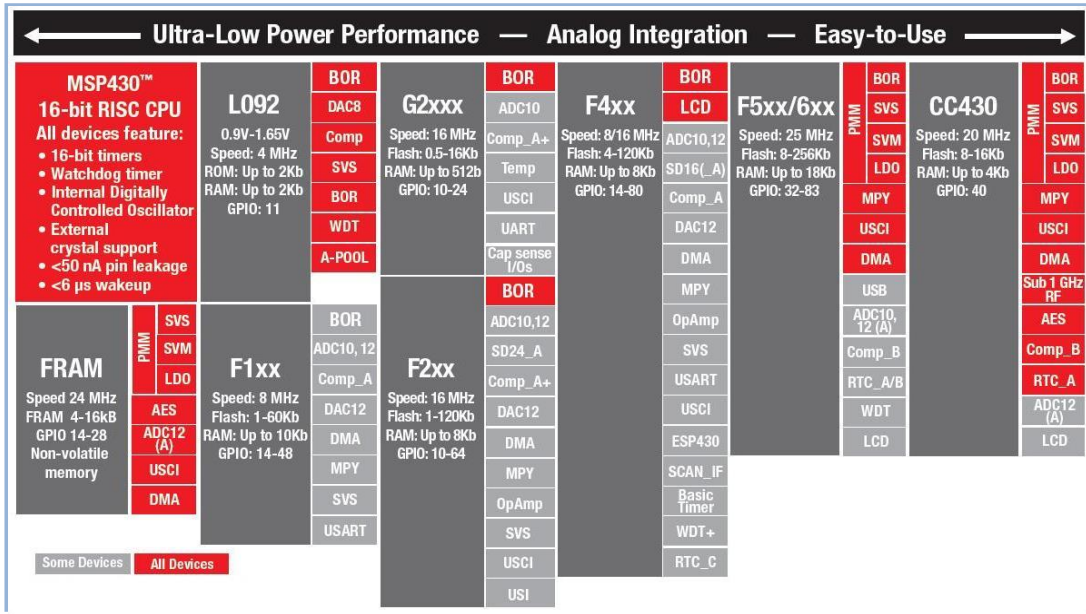 Ultra-Low Power Performance — Analog Integration — Easy-to-Use
MSP430™
16-bit RISC CPU
All devices feature:
• 16-bit timers
• Watchdog timer
• Internal Digitally
Controlled Oscillator
• External
crystal support
• <50 nA pin leakage
• <6 µs wakeup
L092
0.9V-1.65V
Speed: 4 MHz
ROM: Up to 2Kb
RAM: Up to 2Kb
GPIO: 11
BOR
DAC8
Comp
SVS
BOR
WDT
A-POOL
G2xxx
Speed: 16 MHz
Flash: 0.5-16Kb
RAM: Up to 512b
GPIO: 10-24
BOR
ADC10
Comp_A+
Temp
USCI
UART
Cap sense
I/Os
F4xx
Speed: 8/16 MHz
Flash: 4-120Kb
RAM: Up to 8Kb
GPIO: 14-80
BOR
LCD
ADC10,12
SD16(_A)
Comp_A
DAC12
DMA
MPY
OpAmp
SVS
USART
USCI
ESP430
SCAN_IF
Basic
Timer
WDT+
RTC_C
F5xx/6xx
Speed: 25 MHz
Flash: 8-256Kb
RAM: Up to 18Kb
GPIO: 32-83
PMM
BOR
SVS
SVM
LDO
MPY
USCI
DMA
USB
ADC10,
12 (A)
Comp_B
RTC_A/B
WDT
LCD
CC430
Speed: 20 MHz
Flash: 8-16Kb
RAM: Up to 4Kb
GPIO: 40
PMM
BOR
SVS
SVM
LDO
MPY
USCI
DMA
Sub 1 GHz
RF
AES
Comp_B
RTC_A
ADC12
(A)
LCD
FRAM
Speed 24 MHz
FRAM 4-16kB
GPIO 14-28
Non-volatile
memory
PMM
SVS
SVM
LDO
AES
ADC12
(A)
USCI
DMA
F1xx
Speed: 8 MHz
Flash: 1-60Kb
RAM: Up to 10Kb
GPIO: 14-48
BOR
ADC10, 12
Comp_A
DAC12
DMA
MPY
SVS
USART
F2xx
Speed: 16 MHz
Flash: 1-120Kb
RAM: Up to 8Kb
GPIO: 10-64
BOR
ADC10,12
SD24_A
Comp_A+
DAC12
DMA
MPY
OpAmp
SVS
USCI
USI
Some Devices
All Devices